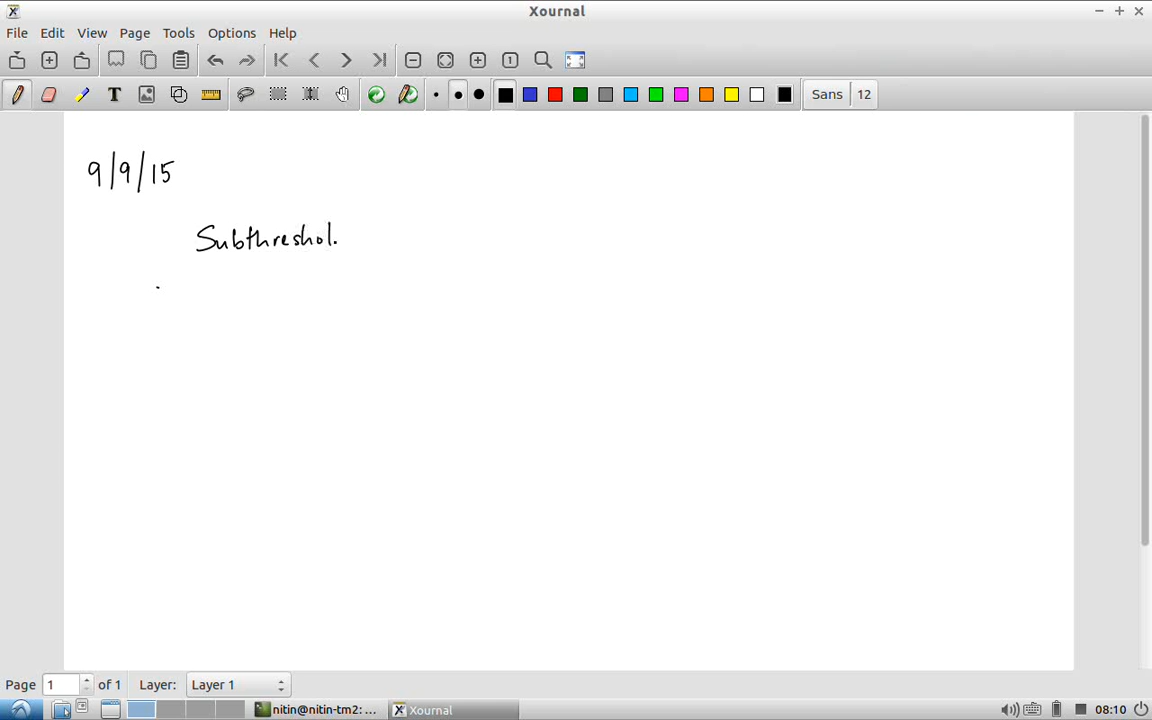 Xournal
File Edit View Page Tools Options Help
Sans 12
9/9/15
Subthreshol.
Page 1 of 1 Layer: Layer 1
nitin@nitin-tm2: ... Xournal 08:10